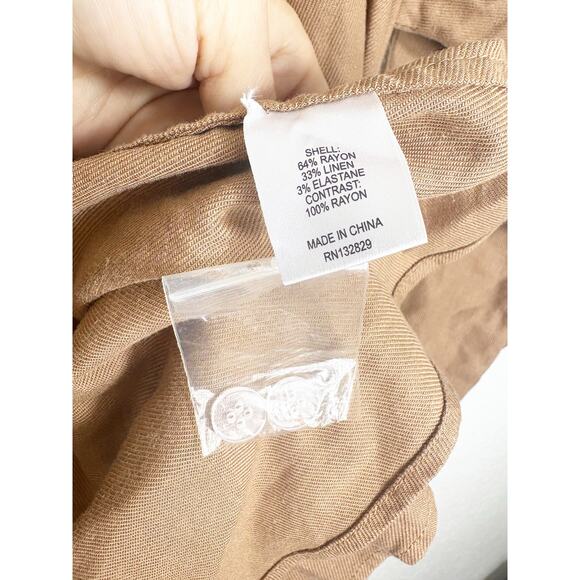 SHELL:
64% RAYON
33% LINEN
3% ELASTANE
CONTRAST:
100% RAYON
MADE IN CHINA
RN132829